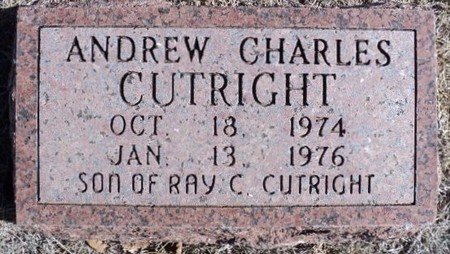 ANDREW CHARLES
CUTRIGHT
OCT. 18 1974
JAN. 13 1976
SON OF RAY C. CUTRIGHT